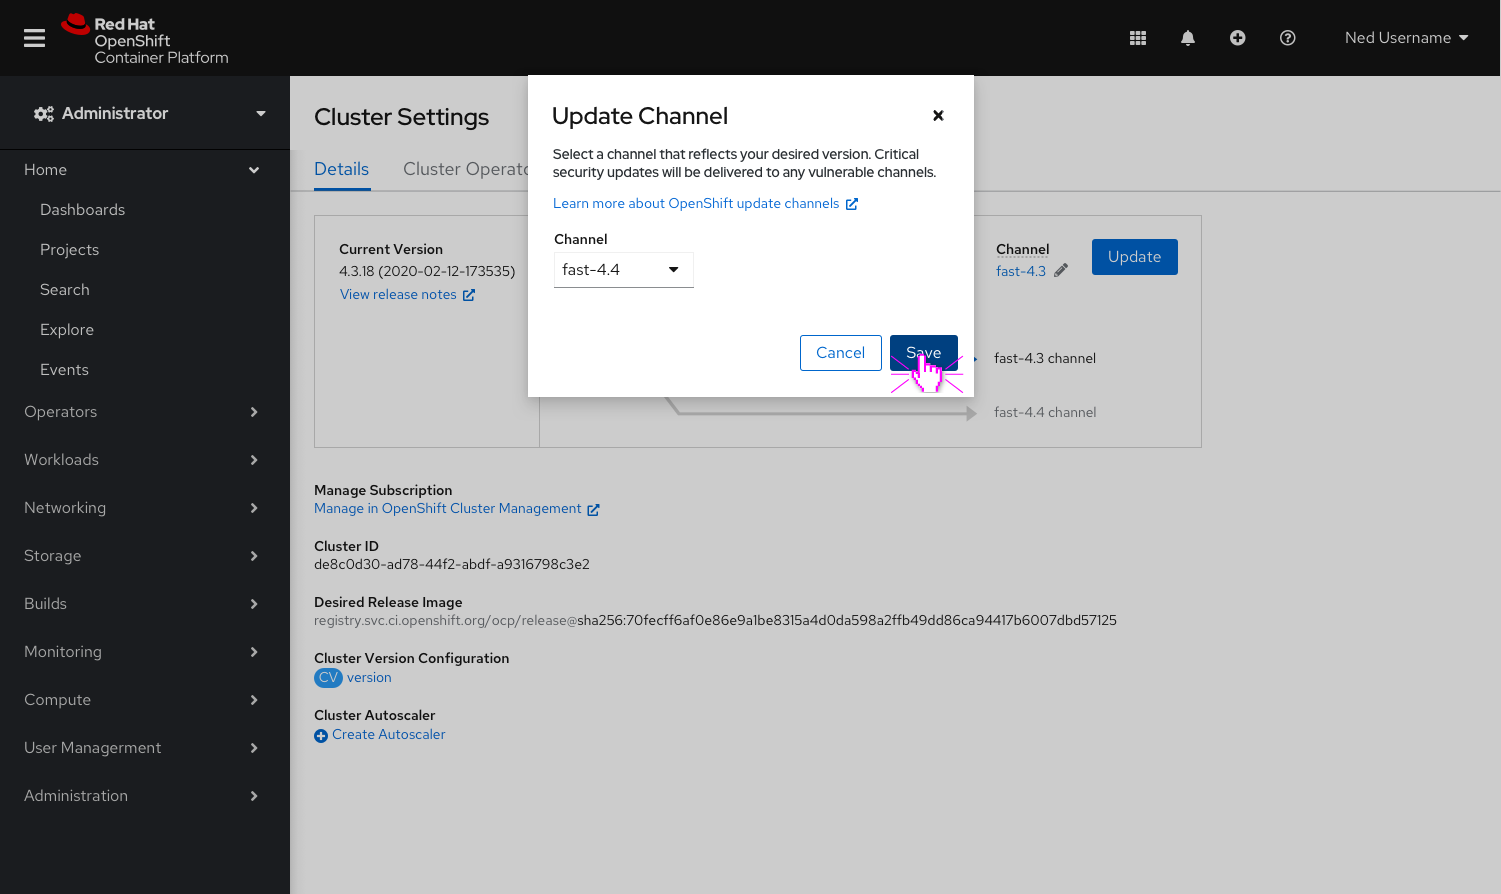 Red Hat
OpenShift
Container Platform
Ned Username
Administrator
Home
Dashboards
Projects
Search
Explore
Events
Operators
Workloads
Networking
Storage
Builds
Monitoring
Compute
User Managerment
Administration
Cluster Settings
Details
Cluster
Current Version
4.3.18 (2020-02-12-173535)
View release notes
Channel
fast-4.3
Update
fast-4.3 channel
fast-4.4 channel
Update Channel
Select a channel that reflects your desired version. Critical
security updates will be delivered to any vulnerable channels.
Learn more about OpenShift update channels
Channel
fast-4.4
Cancel
Save
Manage Subscription
Manage in OpenShift Cluster Management
Cluster ID
de8c0d30-ad78-44f2-abdf-a9316798c3e2
Desired Release Image
registry.svc.ci.openshift.org/ocp/release@sha256:70fecff6af0e86e9a1be8315a4d0da598a2ffb49dd86ca94417b6007dbd57125
Cluster Version Configuration
CV version
Cluster Autoscaler
Create Autoscaler